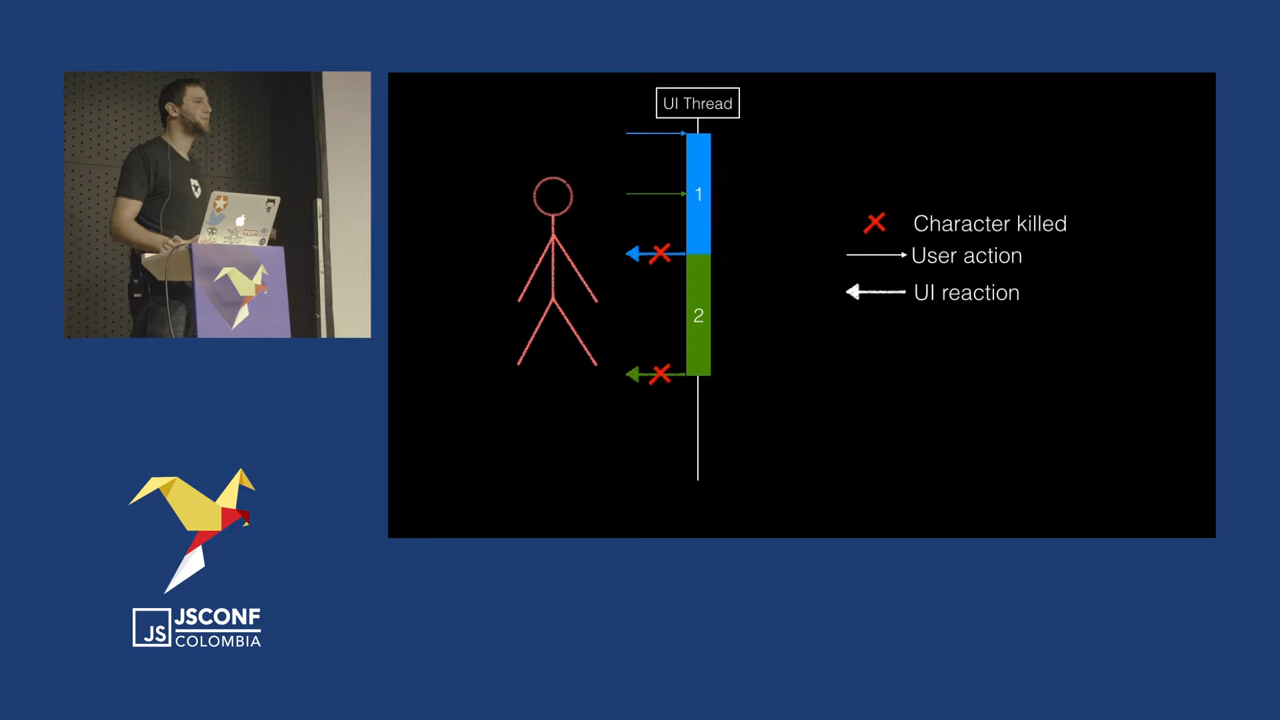 UI Thread
1
2
Character killed
User action
UI reaction
JS
JSCONF
COLOMBIA